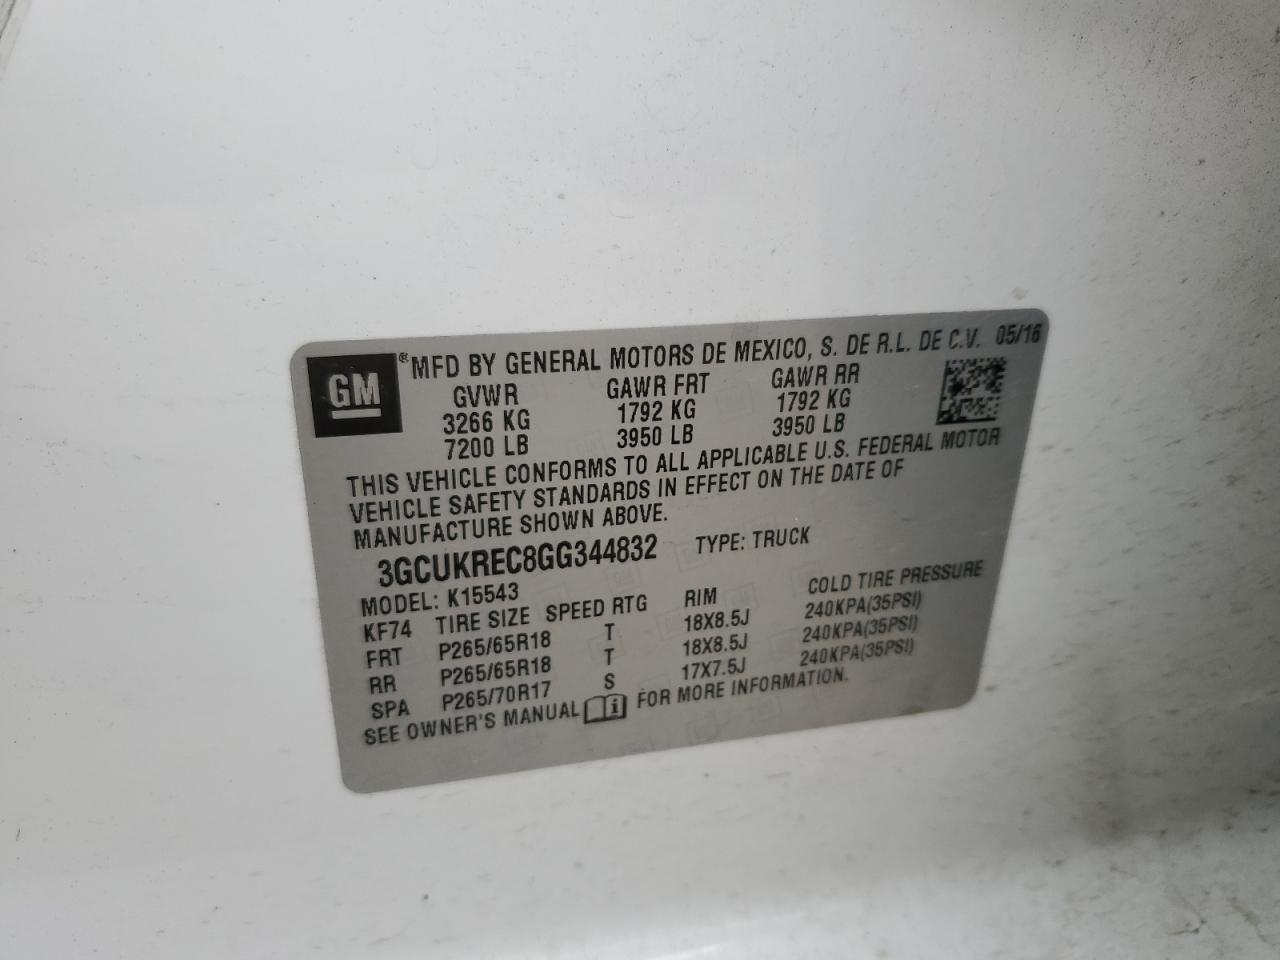 GM ® MFD BY GENERAL MOTORS DE MEXICO, S. DE R.L. DE C.V. 05/16
GVWR GAWR FRT GAWR RR
3266 KG 1792 KG 1792 KG
7200 LB 3950 LB 3950 LB
THIS VEHICLE CONFORMS TO ALL APPLICABLE U.S. FEDERAL MOTOR
VEHICLE SAFETY STANDARDS IN EFFECT ON THE DATE OF
MANUFACTURE SHOWN ABOVE.
3GCUKREC8GG344832 TYPE: TRUCK
MODEL: K15543
KF74 TIRE SIZE SPEED RTG RIM COLD TIRE PRESSURE
FRT P265/65R18 T 18X8.5J 240KPA(35PSI)
RR P265/65R18 T 18X8.5J 240KPA(35PSI)
SPA P265/70R17 S 17X7.5J 240KPA(35PSI)
SEE OWNER'S MANUAL i FOR MORE INFORMATION.